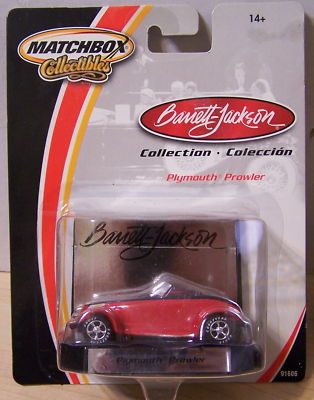 MATCHBOX
Collectibles
14+
Barrett-Jackson
Collection · Colección
Plymouth Prowler
Barrett-Jackson
Plymouth Prowler
91606